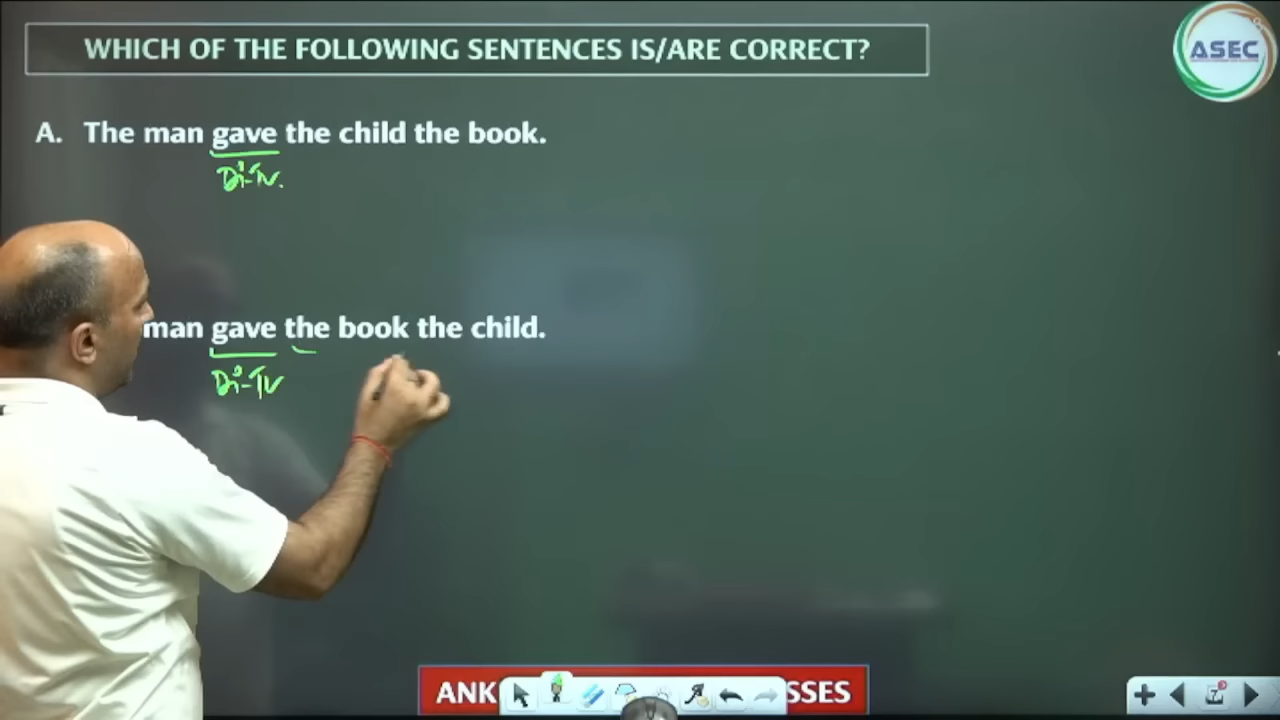 WHICH OF THE FOLLOWING SENTENCES IS/ARE CORRECT?
ASEC
A. The man gave the child the book.
Di-Tv.
man gave the book the child.
Di-Tv
ANK
SSES
7